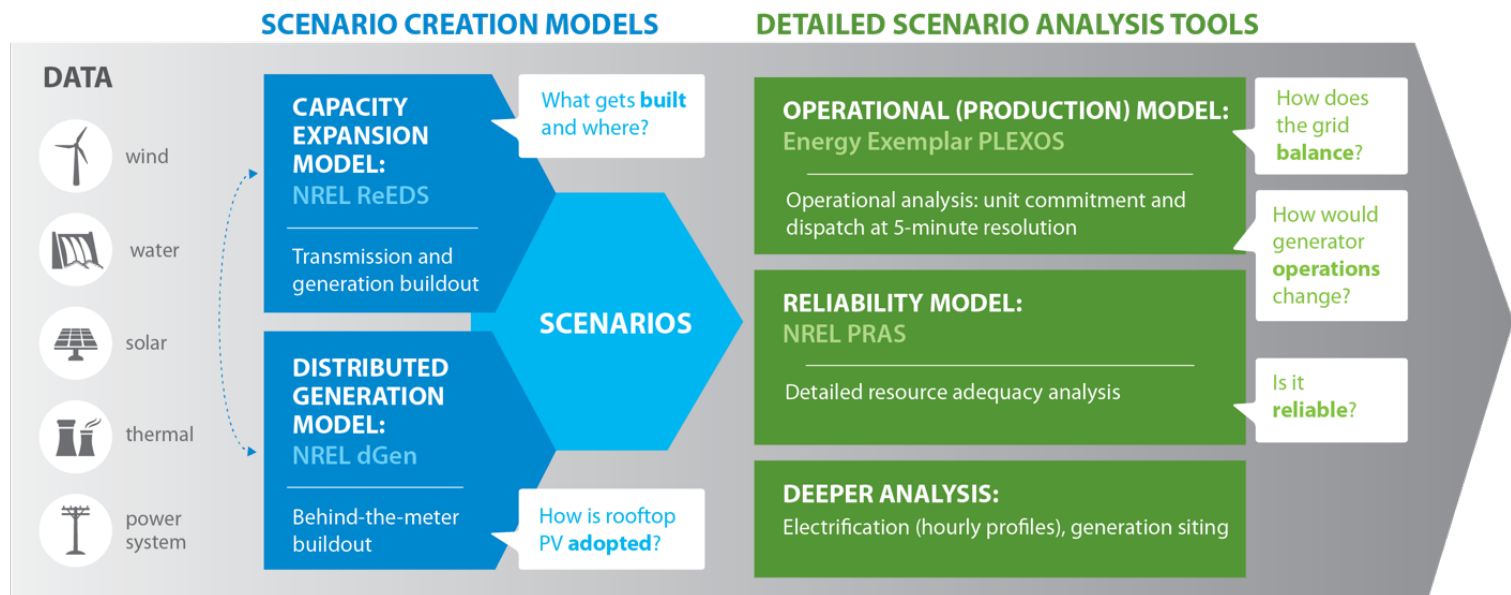 SCENARIO CREATION MODELS
DETAILED SCENARIO ANALYSIS TOOLS
DATA
wind
water
solar
thermal
power
system
CAPACITY
EXPANSION
MODEL:
NREL ReEDS
Transmission and
generation buildout
What gets built
and where?
DISTRIBUTED
GENERATION
MODEL:
NREL dGen
Behind-the-meter
buildout
How is rooftop
PV adopted?
SCENARIOS
OPERATIONAL (PRODUCTION) MODEL:
Energy Exemplar PLEXOS
Operational analysis: unit commitment and
dispatch at 5-minute resolution
How does
the grid
balance?
How would
generator
operations
change?
RELIABILITY MODEL:
NREL PRAS
Detailed resource adequacy analysis
Is it
reliable?
DEEPER ANALYSIS:
Electrification (hourly profiles), generation siting